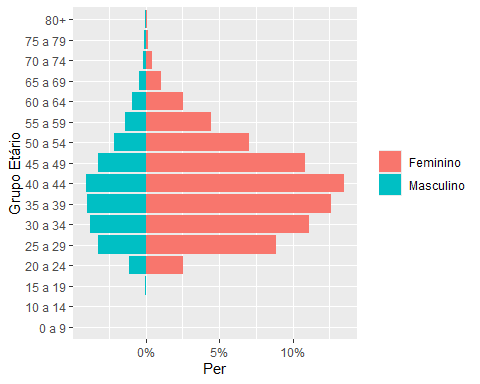 80+
75 a 79
70 a 74
65 a 69
60 a 64
55 a 59
50 a 54
45 a 49
40 a 44
35 a 39
30 a 34
25 a 29
20 a 24
15 a 19
10 a 14
0 a 9
Grupo Etário
0%
5%
10%
Per
Feminino
Masculino